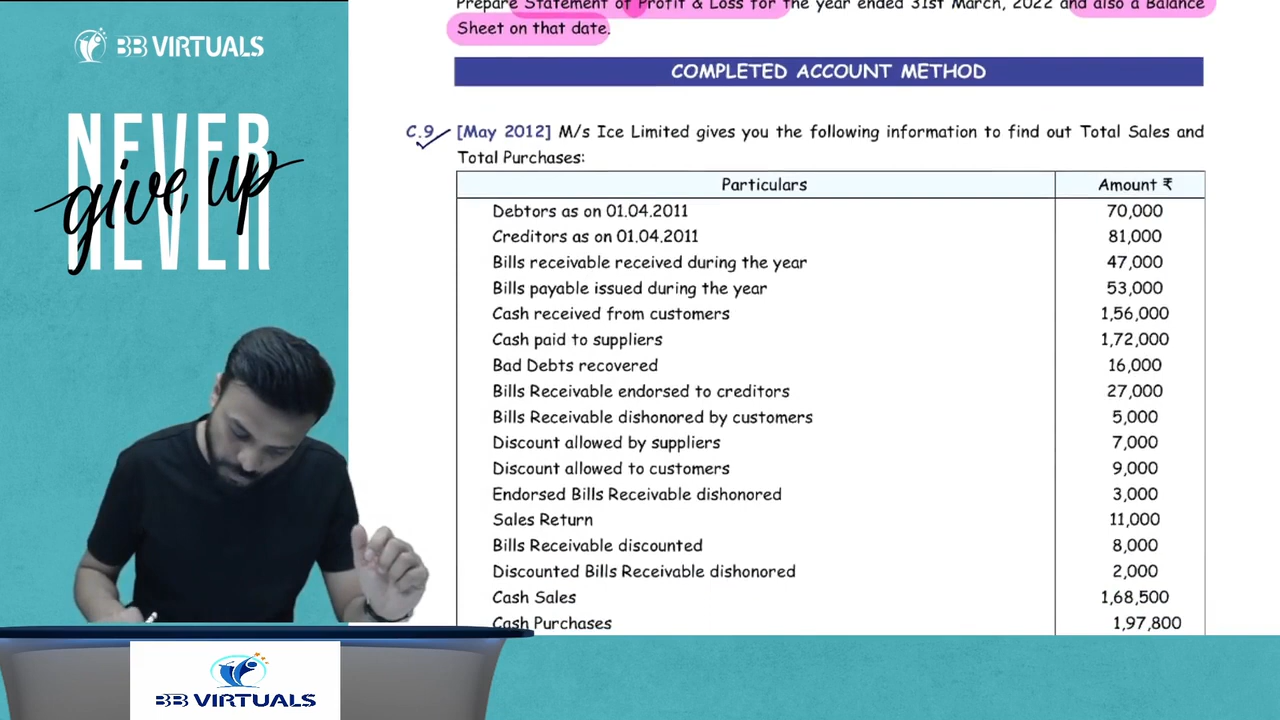 BB VIRTUALS
NEVER
give up
NEVER
Prepare Statement of Profit & Loss for the year ended 31st March, 2022 and also a Balance
Sheet on that date.
COMPLETED ACCOUNT METHOD
C.9 [May 2012] M/s Ice Limited gives you the following information to find out Total Sales and
Total Purchases:
Particulars Amount ₹
Debtors as on 01.04.2011 70,000
Creditors as on 01.04.2011 81,000
Bills receivable received during the year 47,000
Bills payable issued during the year 53,000
Cash received from customers 1,56,000
Cash paid to suppliers 1,72,000
Bad Debts recovered 16,000
Bills Receivable endorsed to creditors 27,000
Bills Receivable dishonored by customers 5,000
Discount allowed by suppliers 7,000
Discount allowed to customers 9,000
Endorsed Bills Receivable dishonored 3,000
Sales Return 11,000
Bills Receivable discounted 8,000
Discounted Bills Receivable dishonored 2,000
Cash Sales 1,68,500
Cash Purchases 1,97,800
BB VIRTUALS